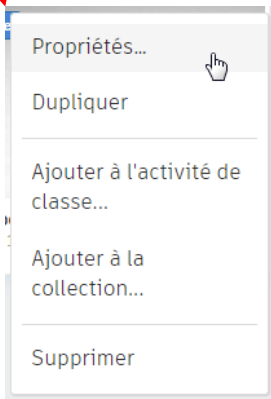 Propriétés...
Dupliquer
Ajouter à l'activité de
classe...
Ajouter à la
collection...
Supprimer